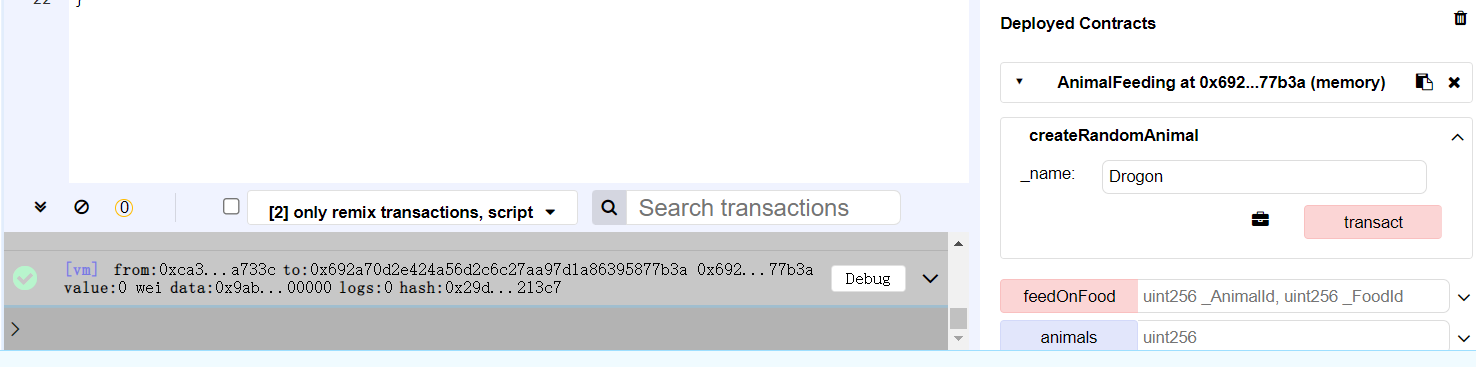 }
0
[2] only remix transactions, script
Search transactions
[vm] from:0xca3...a733c to:0x692a70d2e424a56d2c6c27aa97d1a86395877b3a 0x692...77b3a
value:0 wei data:0x9ab...00000 logs:0 hash:0x29d...213c7
Debug
>
Deployed Contracts
AnimalFeeding at 0x692...77b3a (memory)
createRandomAnimal
_name: Drogon
transact
feedOnFood uint256 _AnimalId, uint256 _FoodId
animals uint256